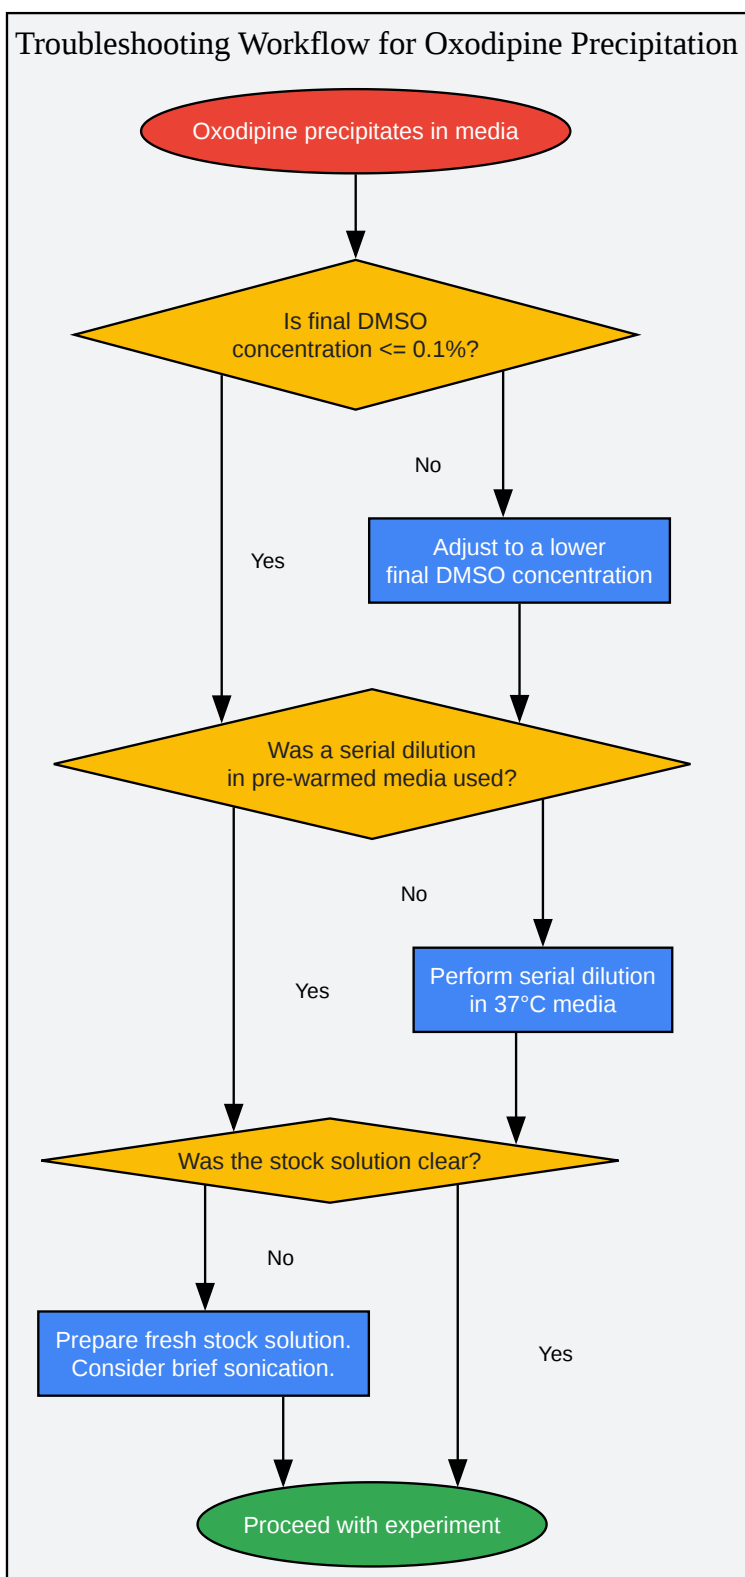 Troubleshooting Workflow for Oxodipine Precipitation
Oxodipine precipitates in media
Is final DMSO
concentration <= 0.1%?
No
Yes
Adjust to a lower
final DMSO concentration
Was a serial dilution
in pre-warmed media used?
No
Yes
Perform serial dilution
in 37°C media
Was the stock solution clear?
No
Yes
Prepare fresh stock solution.
Consider brief sonication.
Proceed with experiment